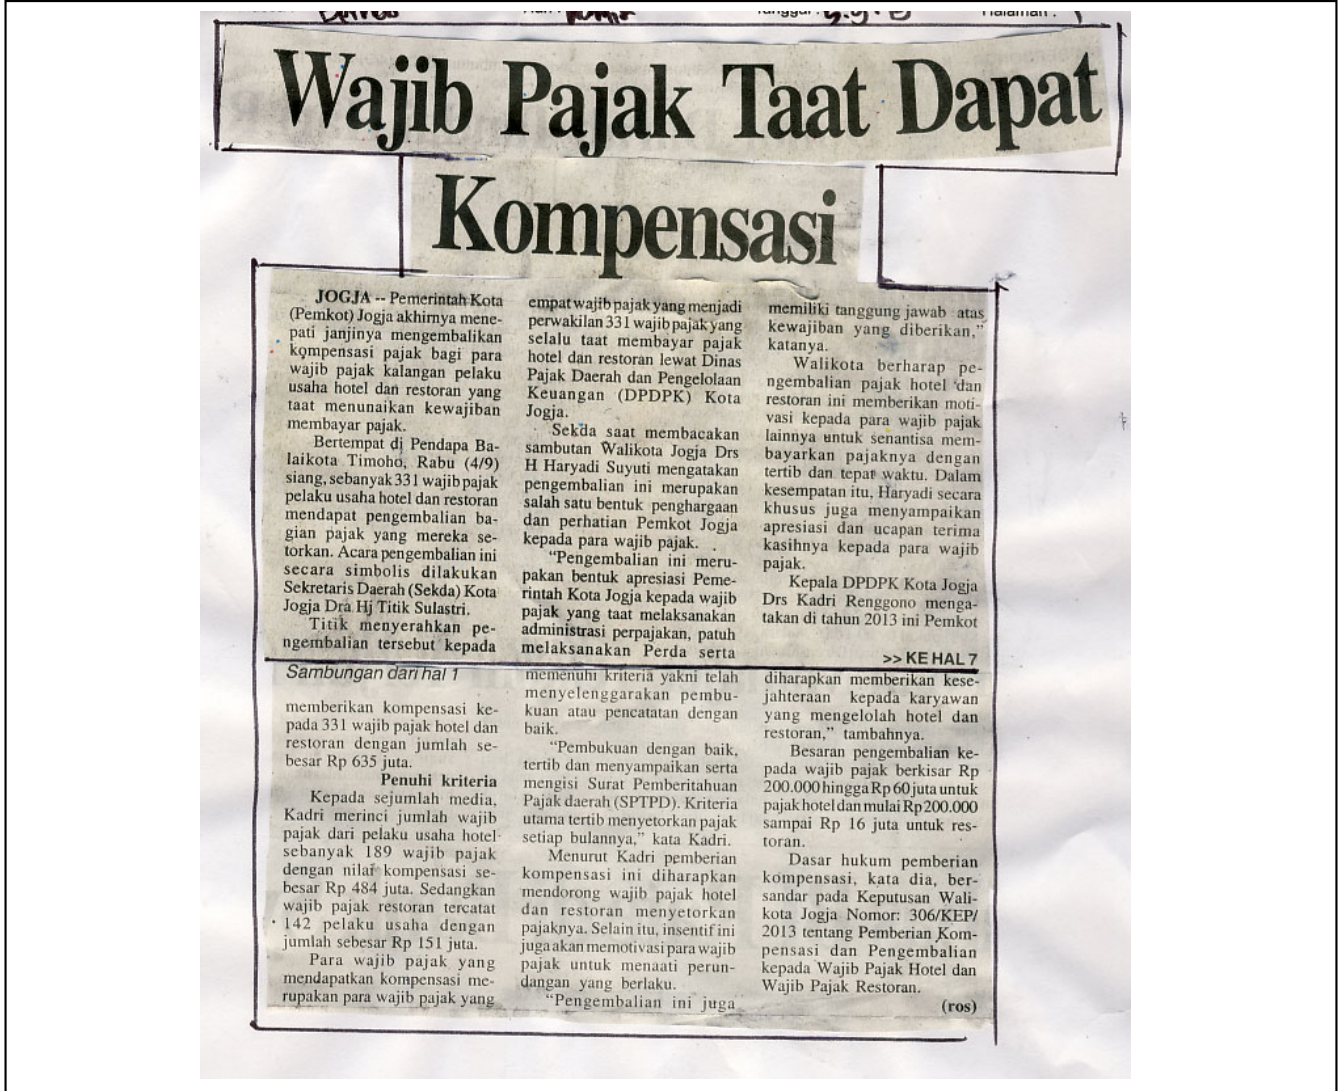 Wajib Pajak Taat Dapat
Kompensasi
JOGJA -- Pemerintah Kota
(Pemkot) Jogja akhirnya mene-
pati janjinya mengembalikan
kompensasi pajak bagi para
wajib pajak kalangan pelaku
usaha hotel dan restoran yang
taat menunaikan kewajiban
membayar pajak.
Bertempat di Pendapa Ba-
laikota Timoho, Rabu (4/9)
siang, sebanyak 331 wajib pajak
pelaku usaha hotel dan restoran
mendapat pengembalian ba-
gian pajak yang mereka se-
torkan. Acara pengembalian ini
secara simbolis dilakukan
Sekretaris Daerah (Sekda) Kota
Jogja Dra Hj Titik Sulastri.
Titik menyerahkan pe-
ngembalian tersebut kepada
empat wajib pajak yang menjadi
perwakilan 331 wajib pajak yang
selalu taat membayar pajak
hotel dan restoran lewat Dinas
Pajak Daerah dan Pengelolaan
Keuangan (DPDPK) Kota
Jogja.
Sekda saat membacakan
sambutan Walikota Jogja Drs
H Haryadi Suyuti mengatakan
pengembalian ini merupakan
salah satu bentuk penghargaan
dan perhatian Pemkot Jogja
kepada para wajib pajak.
“Pengembalian ini meru-
pakan bentuk apresiasi Peme-
rintah Kota Jogja kepada wajib
pajak yang taat melaksanakan
administrasi perpajakan, patuh
melaksanakan Perda serta
memiliki tanggung jawab atas
kewajiban yang diberikan,”
katanya.
Walikota berharap pe-
ngembalian pajak hotel dan
restoran ini memberikan moti-
vasi kepada para wajib pajak
lainnya untuk senantisa mem-
bayarkan pajaknya dengan
tertib dan tepat waktu. Dalam
kesempatan itu, Haryadi secara
khusus juga menyampaikan
apresiasi dan ucapan terima
kasihnya kepada para wajib
pajak.
Kepala DPDPK Kota Jogja
Drs Kadri Renggono menga-
takan di tahun 2013 ini Pemkot
>> KE HAL 7
Sambungan dari hal 1
memberikan kompensasi ke-
pada 331 wajib pajak hotel dan
restoran dengan jumlah se-
besar Rp 635 juta.
Penuhi kriteria
Kepada sejumlah media,
Kadri merinci jumlah wajib
pajak dari pelaku usaha hotel
sebanyak 189 wajib pajak
dengan nilai kompensasi se-
besar Rp 484 juta. Sedangkan
wajib pajak restoran tercatat
142 pelaku usaha dengan
jumlah sebesar Rp 151 juta.
Para wajib pajak yang
mendapatkan kompensasi me-
rupakan para wajib pajak yang
memenuhi kriteria yakni telah
menyelenggarakan pembu-
kuan atau pencatatan dengan
baik.
“Pembukuan dengan baik,
tertib dan menyampaikan serta
mengisi Surat Pemberitahuan
Pajak daerah (SPTPD). Kriteria
utama tertib menyetorkan pajak
setiap bulannya,” kata Kadri.
Menurut Kadri pemberian
kompensasi ini diharapkan
mendorong wajib pajak hotel
dan restoran menyetorkan
pajaknya. Selain itu, insentif ini
juga akan memotivasi para wajib
pajak untuk menaati perun-
dangan yang berlaku.
“Pengembalian ini juga
diharapkan memberikan kese-
jahteraan kepada karyawan
yang mengelolah hotel dan
restoran,” tambahnya.
Besaran pengembalian ke-
pada wajib pajak berkisar Rp
200.000 hingga Rp 60 juta untuk
pajak hotel dan mulai Rp 200.000
sampai Rp 16 juta untuk res-
toran.
Dasar hukum pemberian
kompensasi, kata dia, ber-
sandar pada Keputusan Wali-
kota Jogja Nomor: 306/KEP/
2013 tentang Pemberian Kom-
pensasi dan Pengembalian
kepada Wajib Pajak Hotel dan
Wajib Pajak Restoran.
(ros)